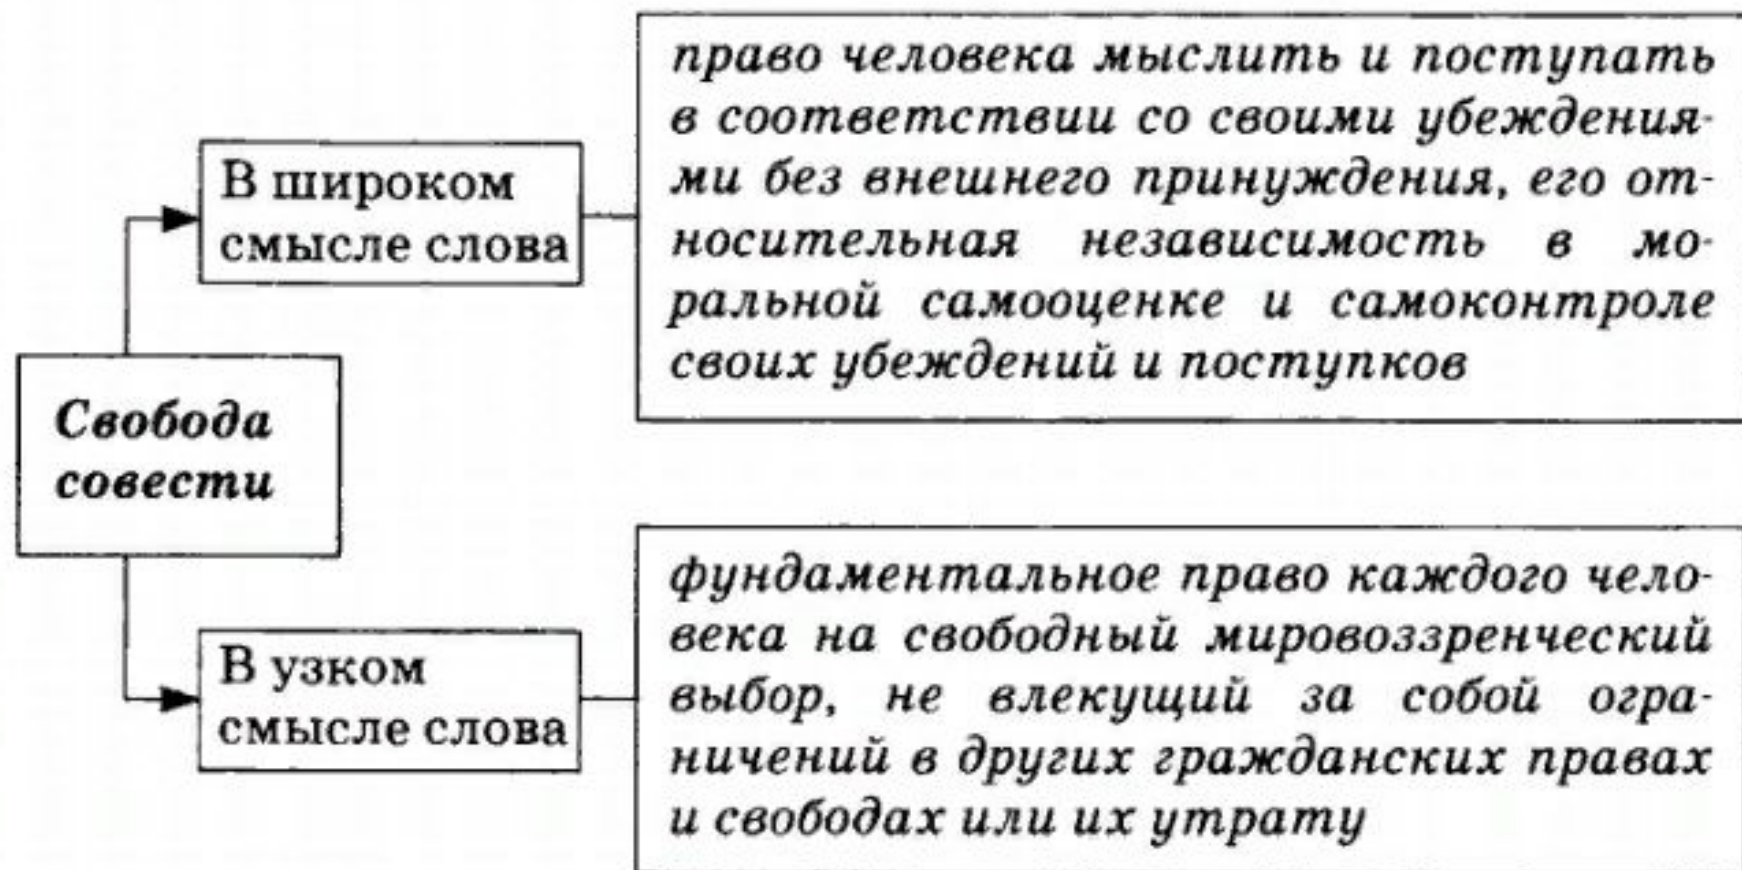 право человека мыслить и поступать
в соответствии со своими убеждения-
ми без внешнего принуждения, его от-
носительная независимость в мо-
ральной самооценке и самоконтроле
своих убеждений и поступков
В широком
смысле слова
Свобода
совести
В узком
смысле слова
фундаментальное право каждого чело-
века на свободный мировоззренческий
выбор, не влекущий за собой огра-
ничений в других гражданских правах
и свободах или их утрату